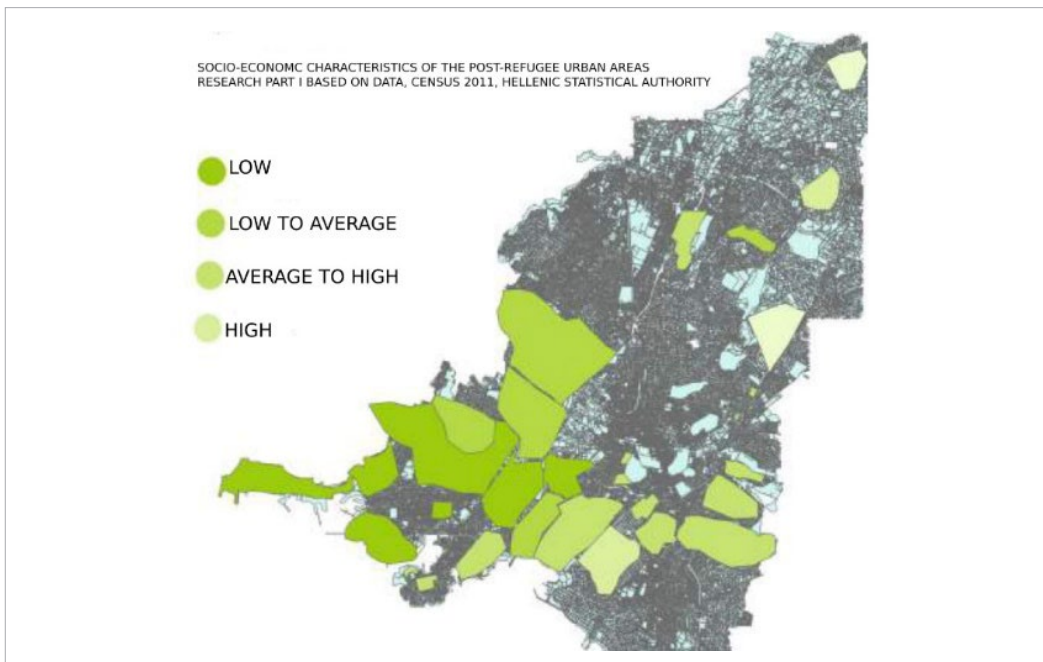 SOCIO-ECONOMC CHARACTERISTICS OF THE POST-REFUGEE URBAN AREAS
RESEARCH PART I BASED ON DATA, CENSUS 2011, HELLENIC STATISTICAL AUTHORITY
LOW
LOW TO AVERAGE
AVERAGE TO HIGH
HIGH